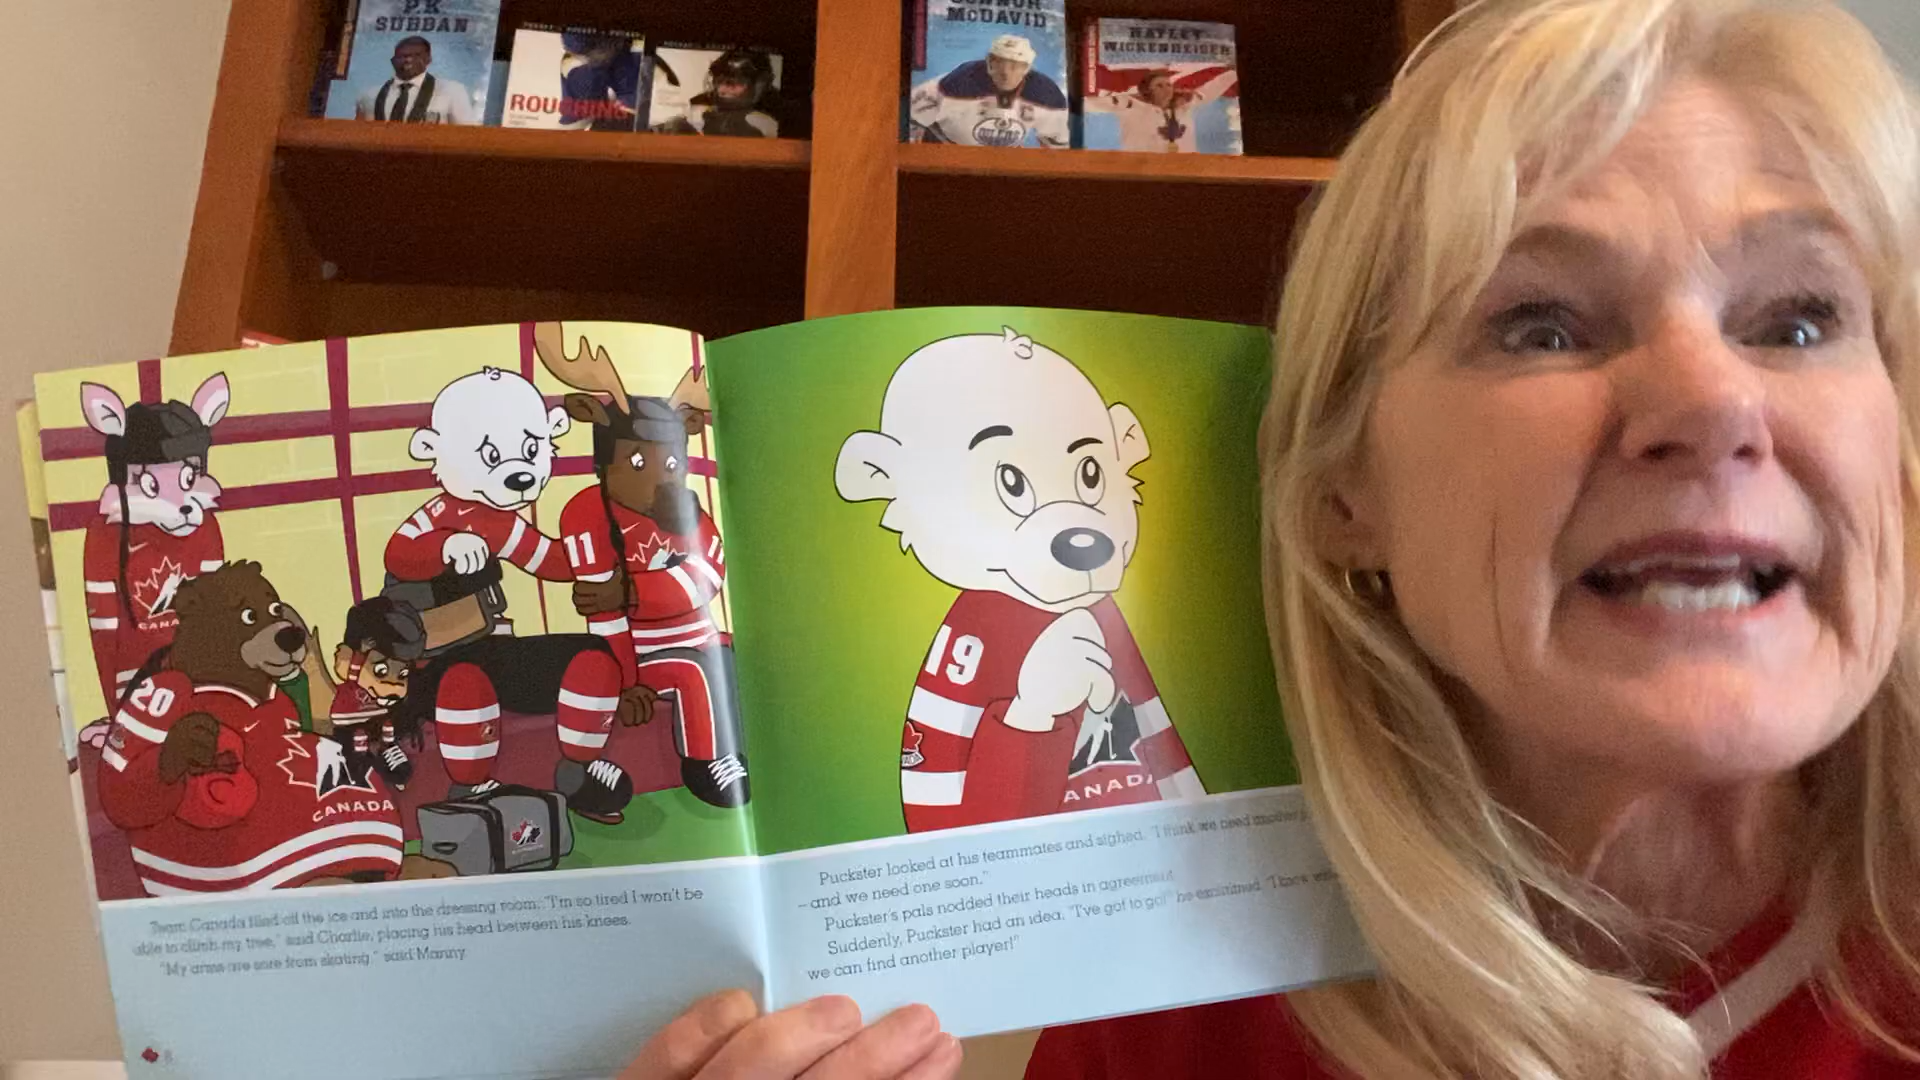 P.K.
SUBBAN
ROUGHING
CONNOR
MCDAVID
HAYLEY
WICKENHEISER
9
11
11
CANA
20
CANADA
19
CANADA
Team Canada filed off the ice and into the dressing room. "I'm so tired I won't be
able to climb my tree," said Charlie, placing his head between his knees.
"My arms are sore from skating," said Manny.
8
Puckster looked at his teammates and sighed. "I think we need another
– and we need one soon."
Puckster's pals nodded their heads in agreement.
Suddenly, Puckster had an idea. "I've got to go!" he exclaimed. "I know
we can find another player!"